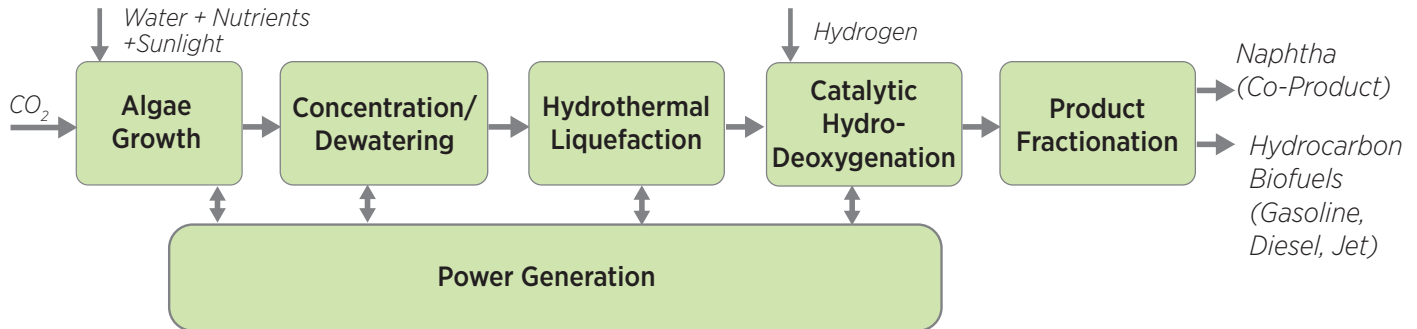 Water + Nutrients
+Sunlight
CO₂
Algae
Growth
Concentration/
Dewatering
Hydrothermal
Liquefaction
Hydrogen
Catalytic
Hydro-
Deoxygenation
Product
Fractionation
Naphtha
(Co-Product)
Hydrocarbon
Biofuels
(Gasoline,
Diesel, Jet)
Power Generation